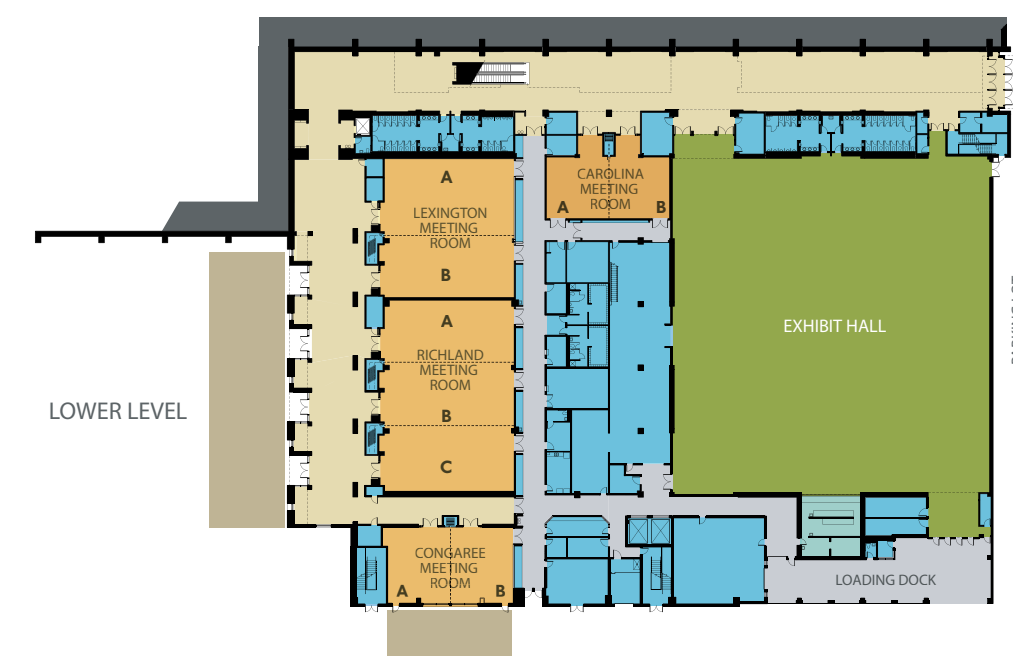 A
LEXINGTON
MEETING
ROOM
B
CAROLINA
MEETING
ROOM
A
B
A
RICHLAND
MEETING
ROOM
B
C
EXHIBIT HALL
LOWER LEVEL
CONGAREE
MEETING
ROOM
A
B
LOADING DOCK